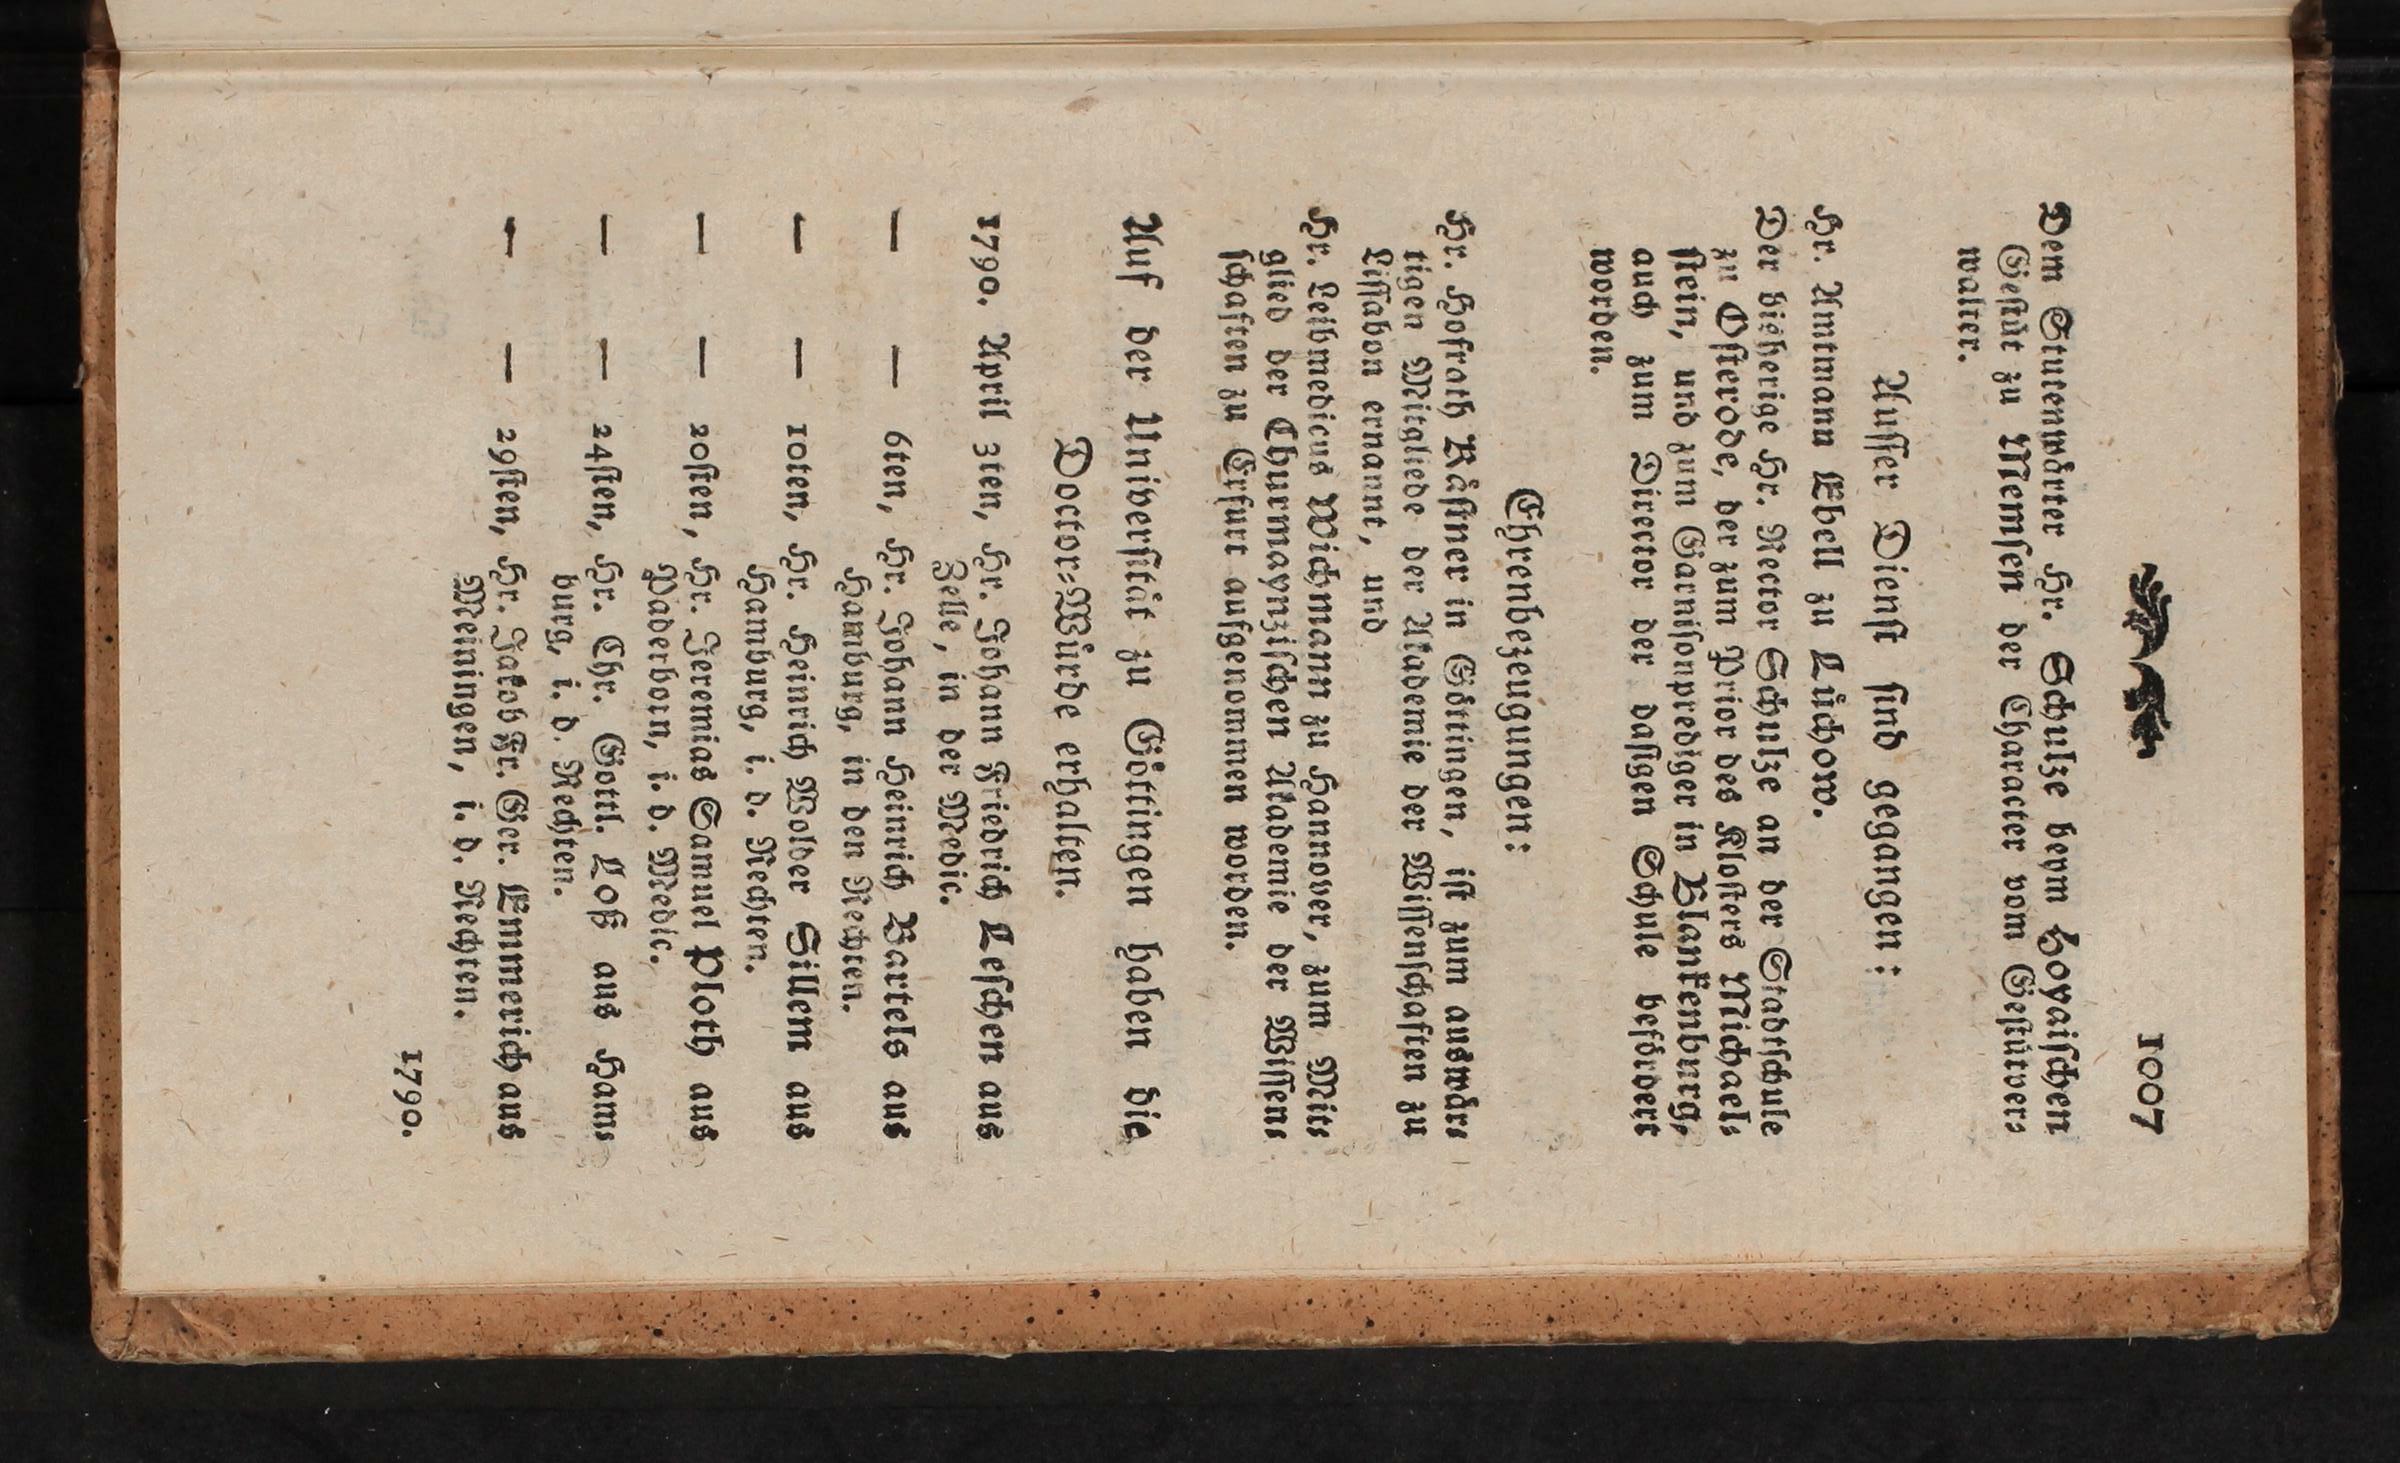 1007
Dem Stutenwärter Hr. Schulze beym Hoyaischen
Gestüt zu Memsen der Character vom Gestütver-
walter.
Ausser Dienst sind gegangen:
Hr. Amtmann Ebell zu Lüchow.
Der bisherige Hr. Rector Schulze an der Stadtschule
zu Osterode, der zum Prior des Klosters Michael-
stein, und zum Garnisonprediger in Blankenburg,
auch zum Director der dasigen Schule befördert
worden.
Ehrenbezeugungen:
Hr. Hofrath Kästner in Göttingen, ist zum auswär-
tigen Mitgliede der Akademie der Wissenschaften zu
Lissabon ernannt, und
Hr. Leibmedicus Wichmann zu Hannover, zum Mit-
glied der Churmaynzischen Akademie der Wissen-
schaften zu Erfurt aufgenommen worden.
Auf der Universität zu Göttingen haben die
Doctor-Würde erhalten.
1790. April 3ten, Hr. Johann Friedrich Leschen aus
Zelle, in der Medic.
— — 6ten, Hr. Johann Heinrich Bartels aus
Hamburg, in den Rechten.
— — 10ten, Hr. Heinrich Wolder Sillem aus
Hamburg, i. d. Rechten.
— — 20sten, Hr. Jeremias Samuel Ploth aus
Paderborn, i. d. Medic.
— — 24sten, Hr. Chr. Gottl. Loß aus Ham-
burg, i. d. Rechten.
— — 29sten, Hr. Jakob Fr. Ger. Emmerich aus
Meiningen, i. d. Rechten.
1790.